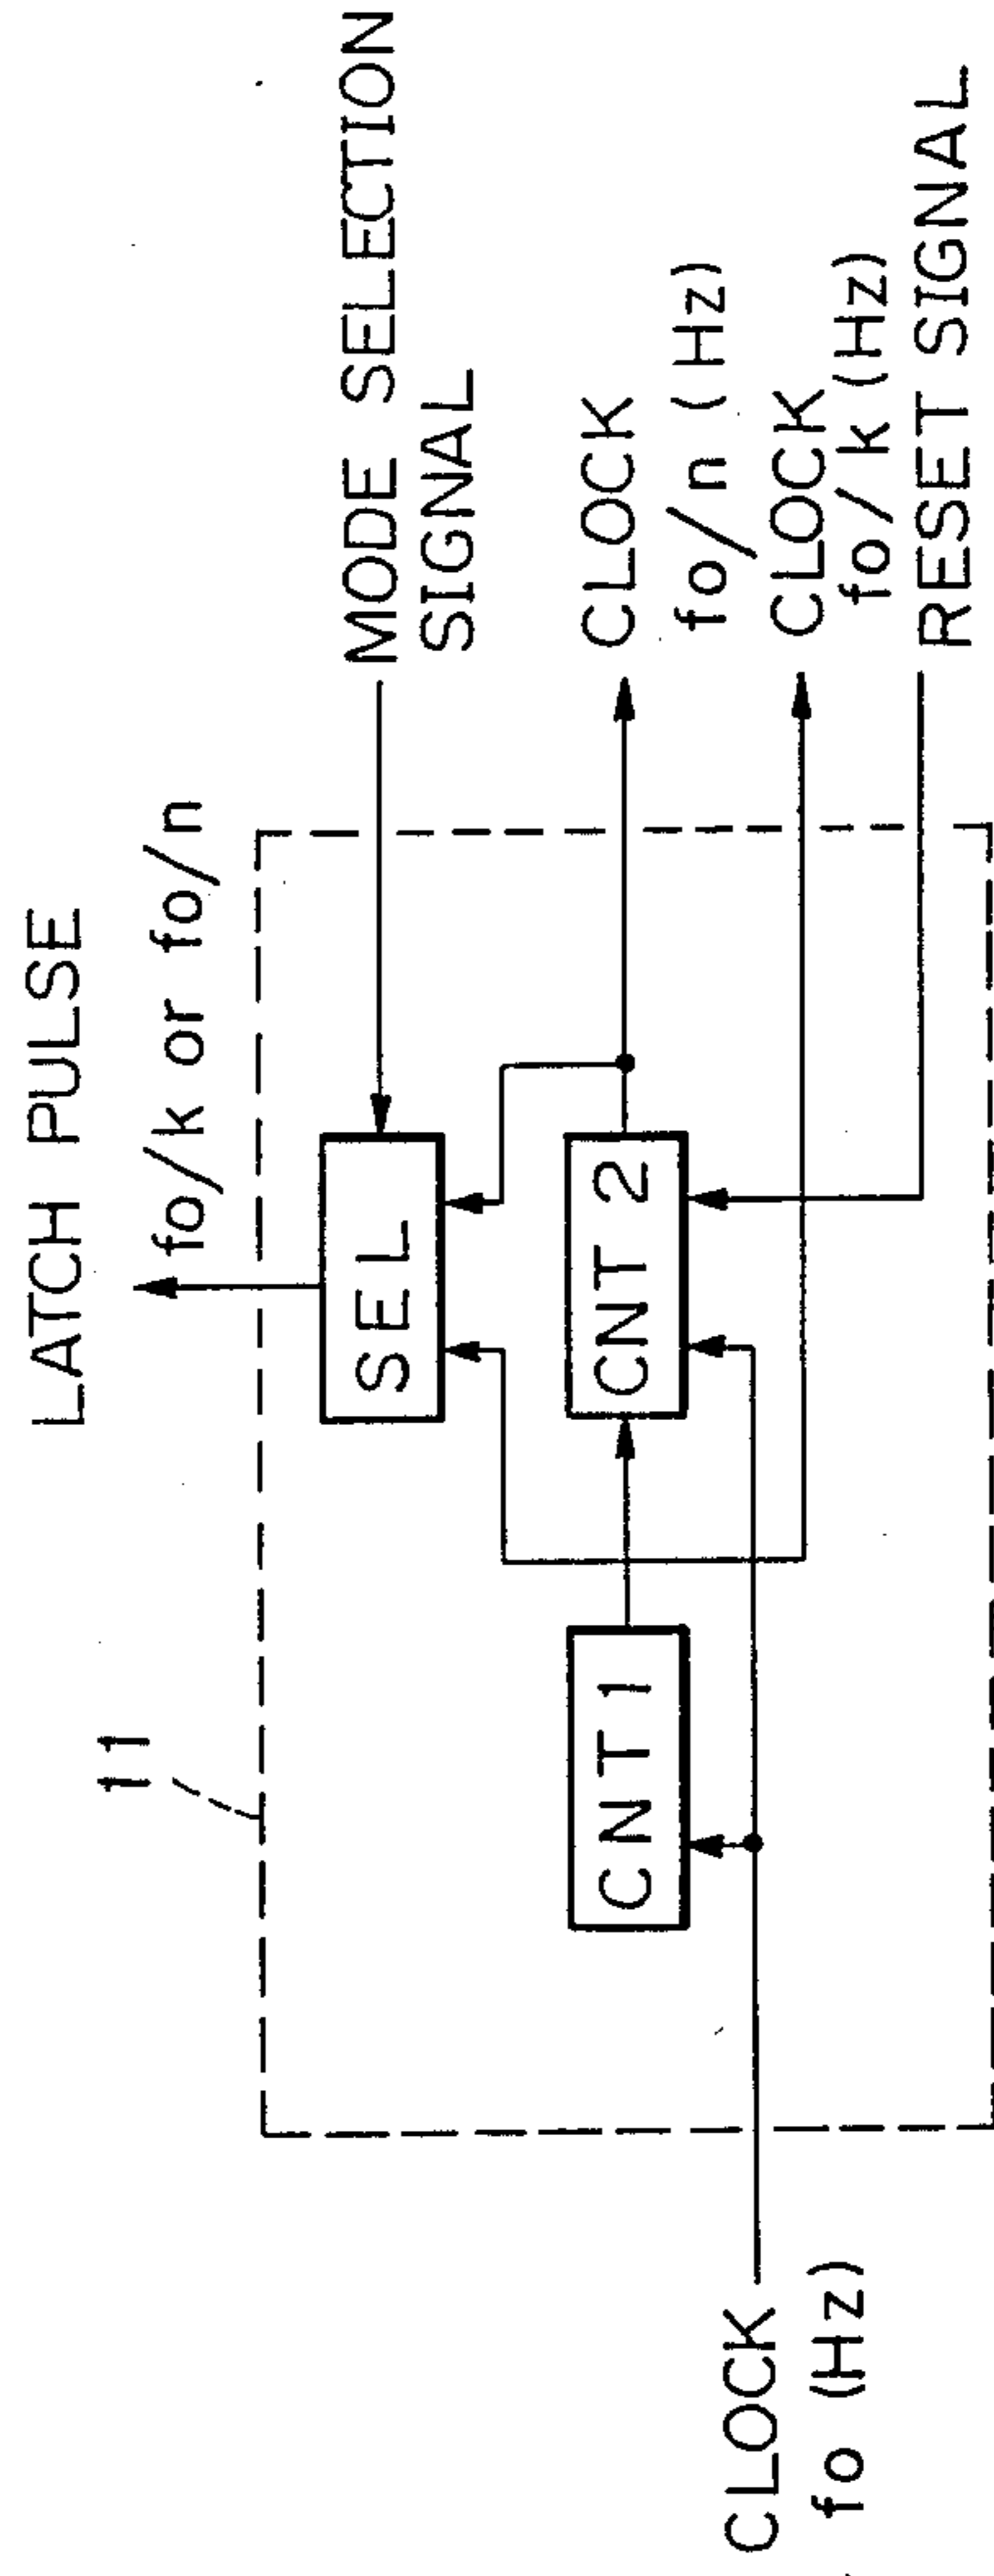 LATCH PULSE
fo/k or fo/n
11
MODE SELECTION
SIGNAL
SEL
CNT 1
CNT 2
CLOCK
fo/n (Hz)
CLOCK
fo/k (Hz)
CLOCK
fo (Hz)
RESET SIGNAL